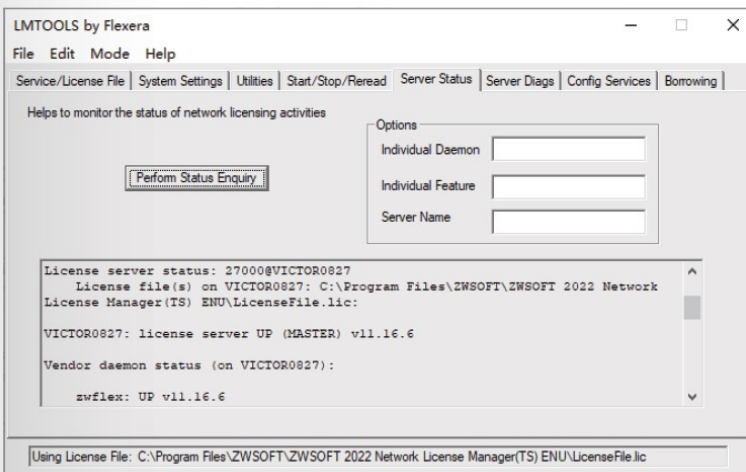 LMTOOLS by Flexera
File Edit Mode Help
Service/License File System Settings Utilities Start/Stop/Reread Server Status Server Diags Config Services Borrowing
Helps to monitor the status of network licensing activities
Options
Individual Daemon
Perform Status Enquiry
Individual Feature
Server Name
License server status: 27000@VICTOR0827
License file(s) on VICTOR0827: C:\Program Files\ZWSOFT\ZWSOFT 2022 Network
License Manager(TS) ENU\LicenseFile.lic:
VICTOR0827: license server UP (MASTER) v11.16.6
Vendor daemon status (on VICTOR0827):
zwflex: UP v11.16.6
Using License File: C:\Program Files\ZWSOFT\ZWSOFT 2022 Network License Manager(TS) ENU\LicenseFile.lic